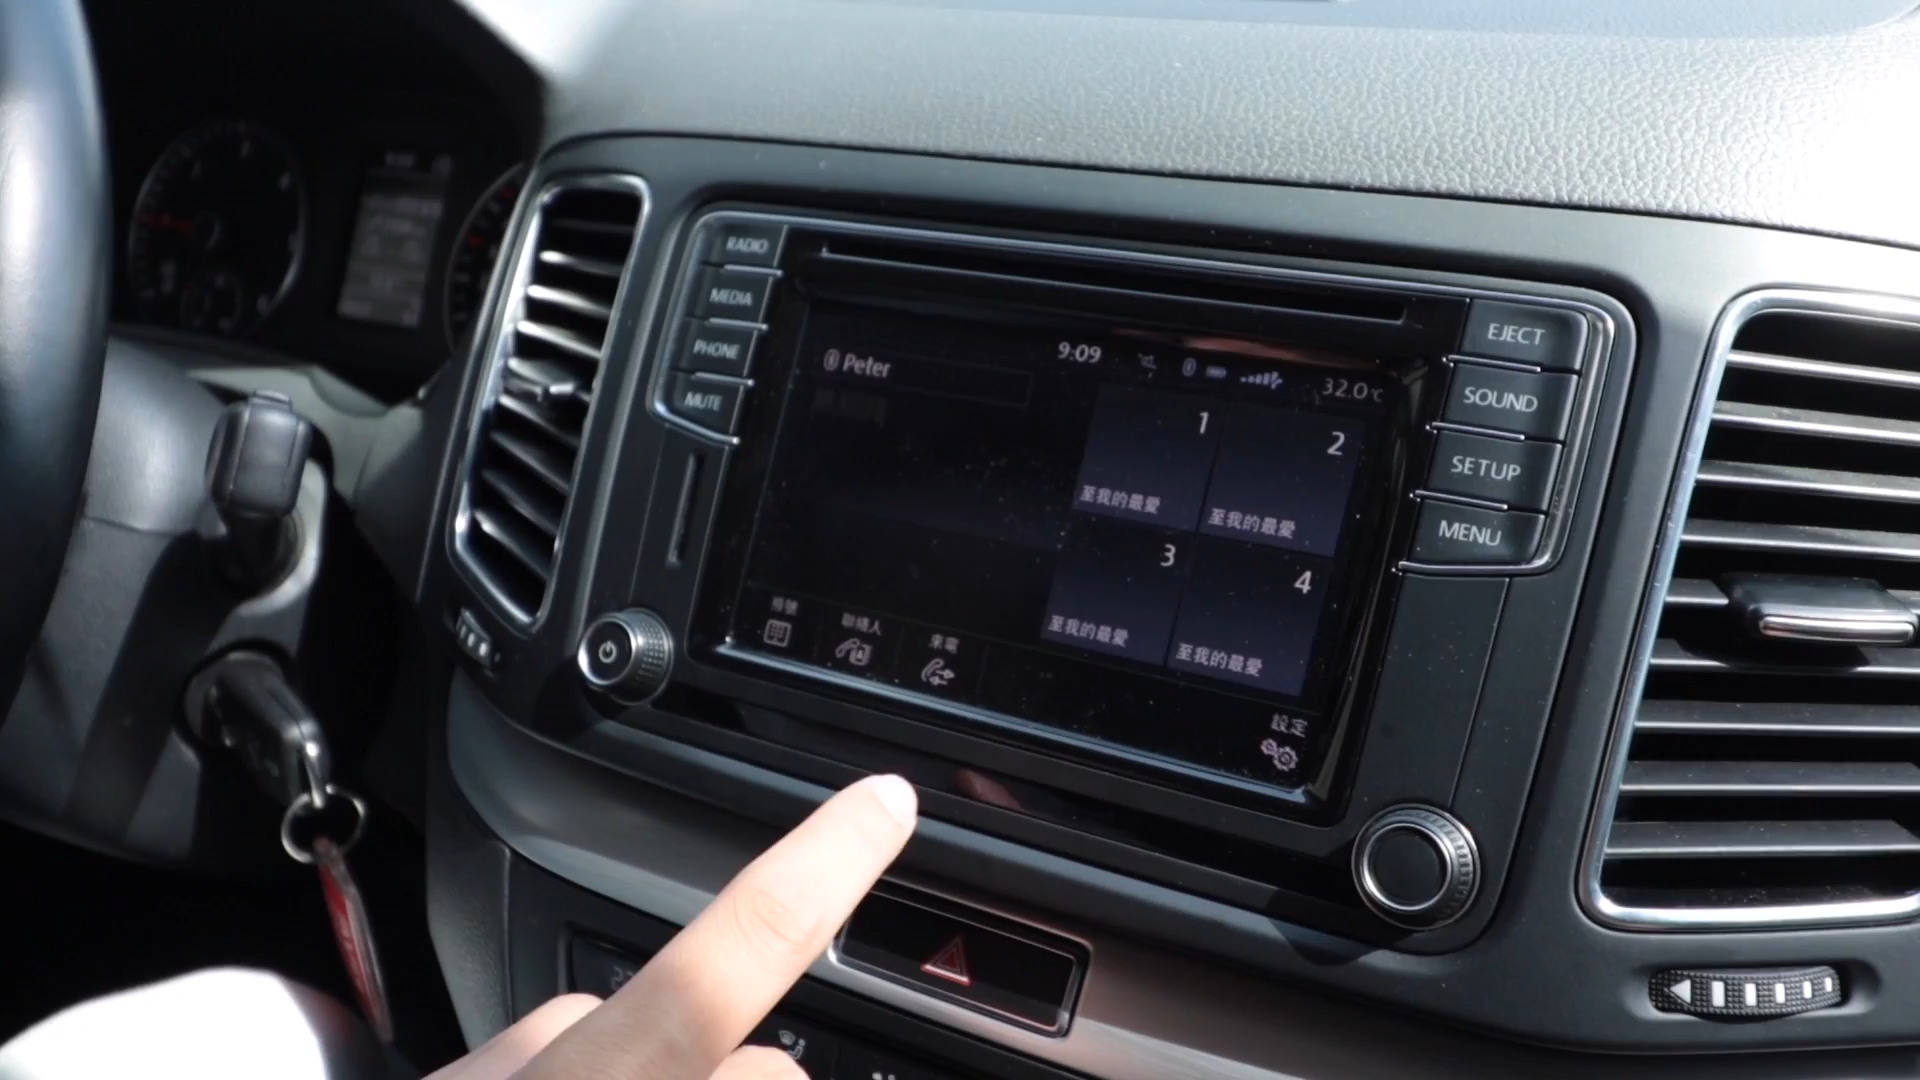 RADIO
MEDIA
PHONE
MUTE
EJECT
SOUND
SETUP
MENU
Peter
9:09
32.0℃
1
至我的最愛
2
至我的最愛
3
至我的最愛
4
至我的最愛
撥號
聯絡人
來電
設定